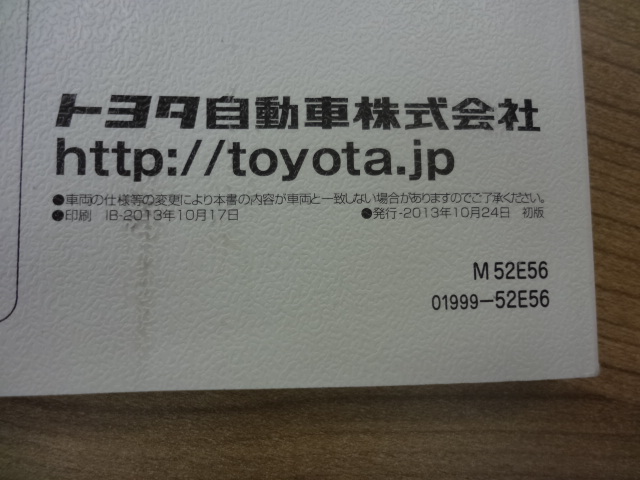 トヨタ自動車株式会社
http://toyota.jp
●車両の仕様等の変更により本書の内容が車両と一致しない場合がありますのでご了承ください。
●印刷 IB-2013年10月17日 ●発行-2013年10月24日 初版
M 52E56
01999-52E56